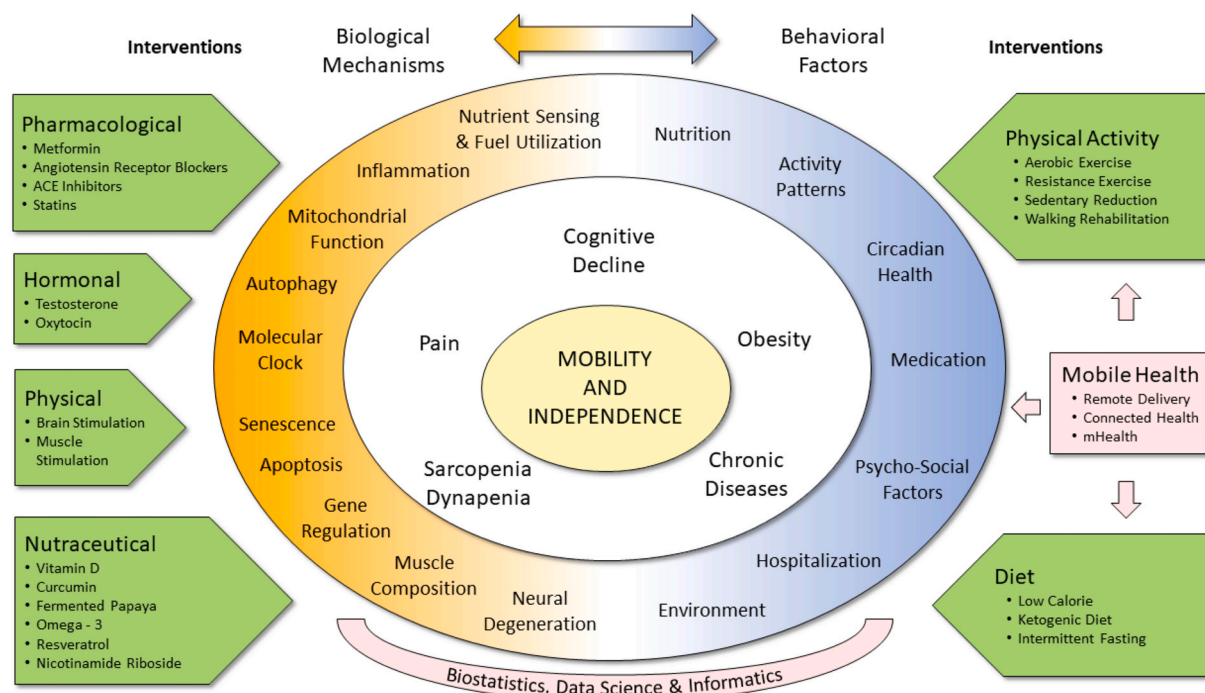 Interventions
Biological
Mechanisms
Behavioral
Factors
Interventions
Pharmacological
• Metformin
• Angiotensin Receptor Blockers
• ACE Inhibitors
• Statins
Hormonal
• Testosterone
• Oxytocin
Physical
• Brain Stimulation
• Muscle
Stimulation
Nutraceutical
• Vitamin D
• Curcumin
• Fermented Papaya
• Omega - 3
• Resveratrol
• Nicotinamide Riboside
Nutrient Sensing
& Fuel Utilization
Inflammation
Mitochondrial
Function
Autophagy
Molecular
Clock
Senescence
Apoptosis
Gene
Regulation
Muscle
Composition
Neural
Degeneration
Nutrition
Activity
Patterns
Circadian
Health
Medication
Psycho-Social
Factors
Hospitalization
Environment
Cognitive
Decline
Pain
Obesity
MOBILITY
AND
INDEPENDENCE
Sarcopenia
Dynapenia
Chronic
Diseases
Physical Activity
• Aerobic Exercise
• Resistance Exercise
• Sedentary Reduction
• Walking Rehabilitation
Mobile Health
• Remote Delivery
• Connected Health
• mHealth
Diet
• Low Calorie
• Ketogenic Diet
• Intermittent Fasting
Biostatistics, Data Science & Informatics